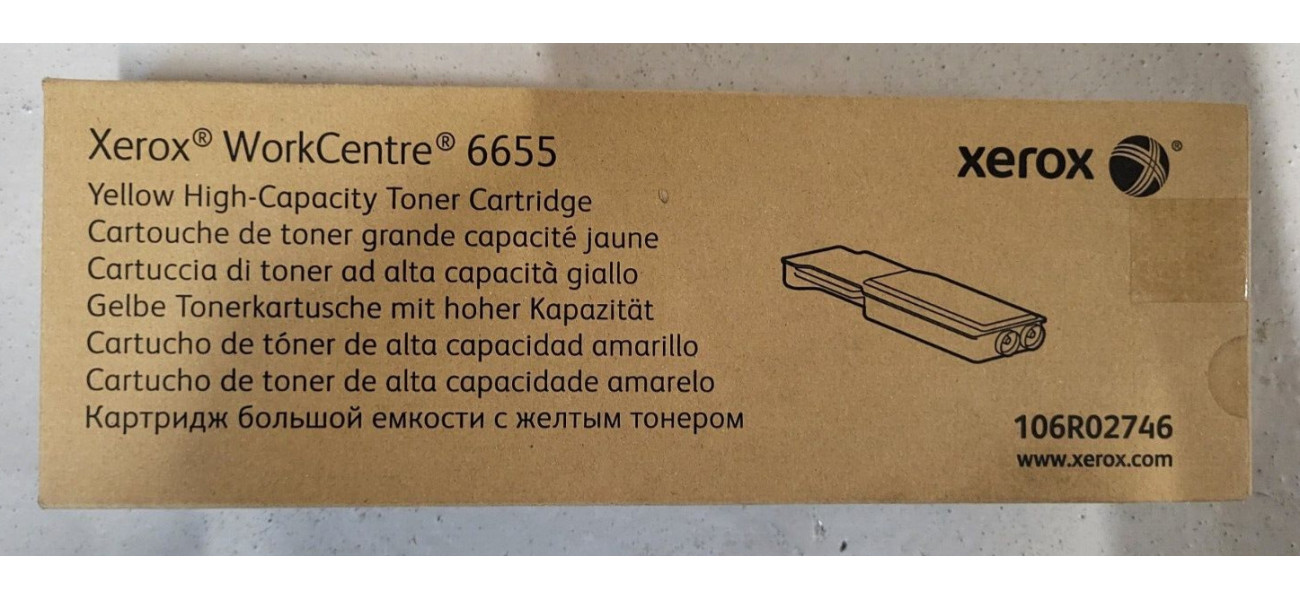 Xerox® WorkCentre® 6655
Yellow High-Capacity Toner Cartridge
Cartouche de toner grande capacité jaune
Cartuccia di toner ad alta capacità giallo
Gelbe Tonerkartusche mit hoher Kapazität
Cartucho de tóner de alta capacidad amarillo
Cartucho de toner de alta capacidade amarelo
Картридж большой емкости с желтым тонером
xerox ®
106R02746
www.xerox.com